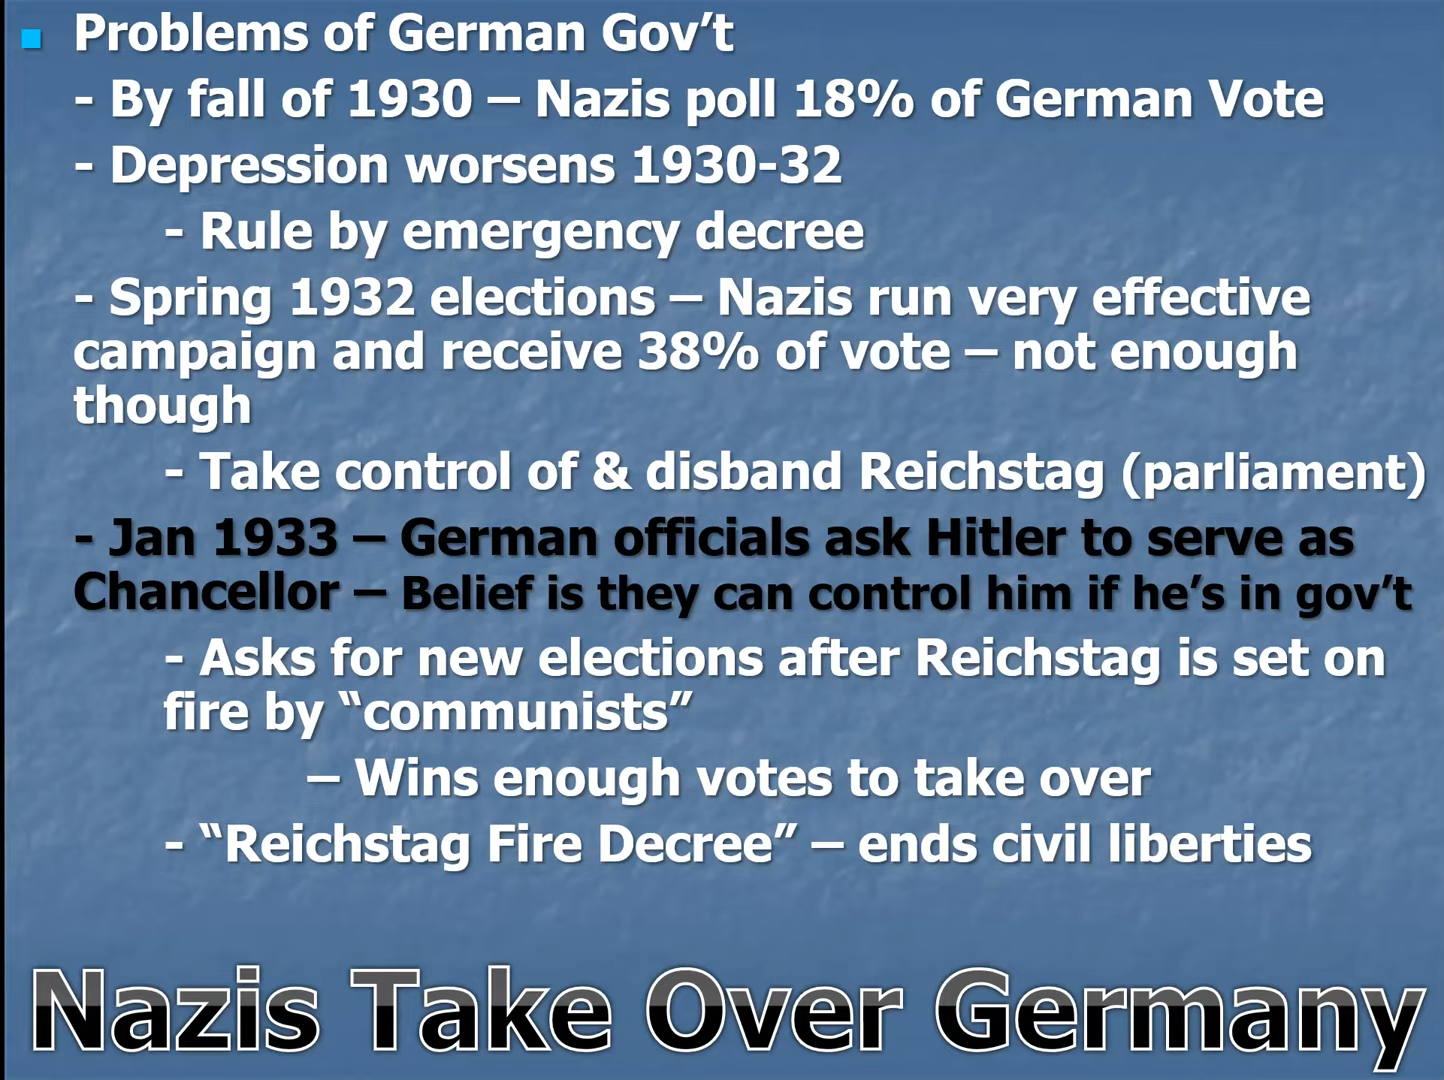 Problems of German Gov’t
- By fall of 1930 – Nazis poll 18% of German Vote
- Depression worsens 1930-32
- Rule by emergency decree
- Spring 1932 elections – Nazis run very effective
campaign and receive 38% of vote – not enough
though
- Take control of & disband Reichstag (parliament)
- Jan 1933 – German officials ask Hitler to serve as
Chancellor – Belief is they can control him if he’s in gov’t
- Asks for new elections after Reichstag is set on
fire by “communists”
– Wins enough votes to take over
- “Reichstag Fire Decree” – ends civil liberties
Nazis Take Over Germany